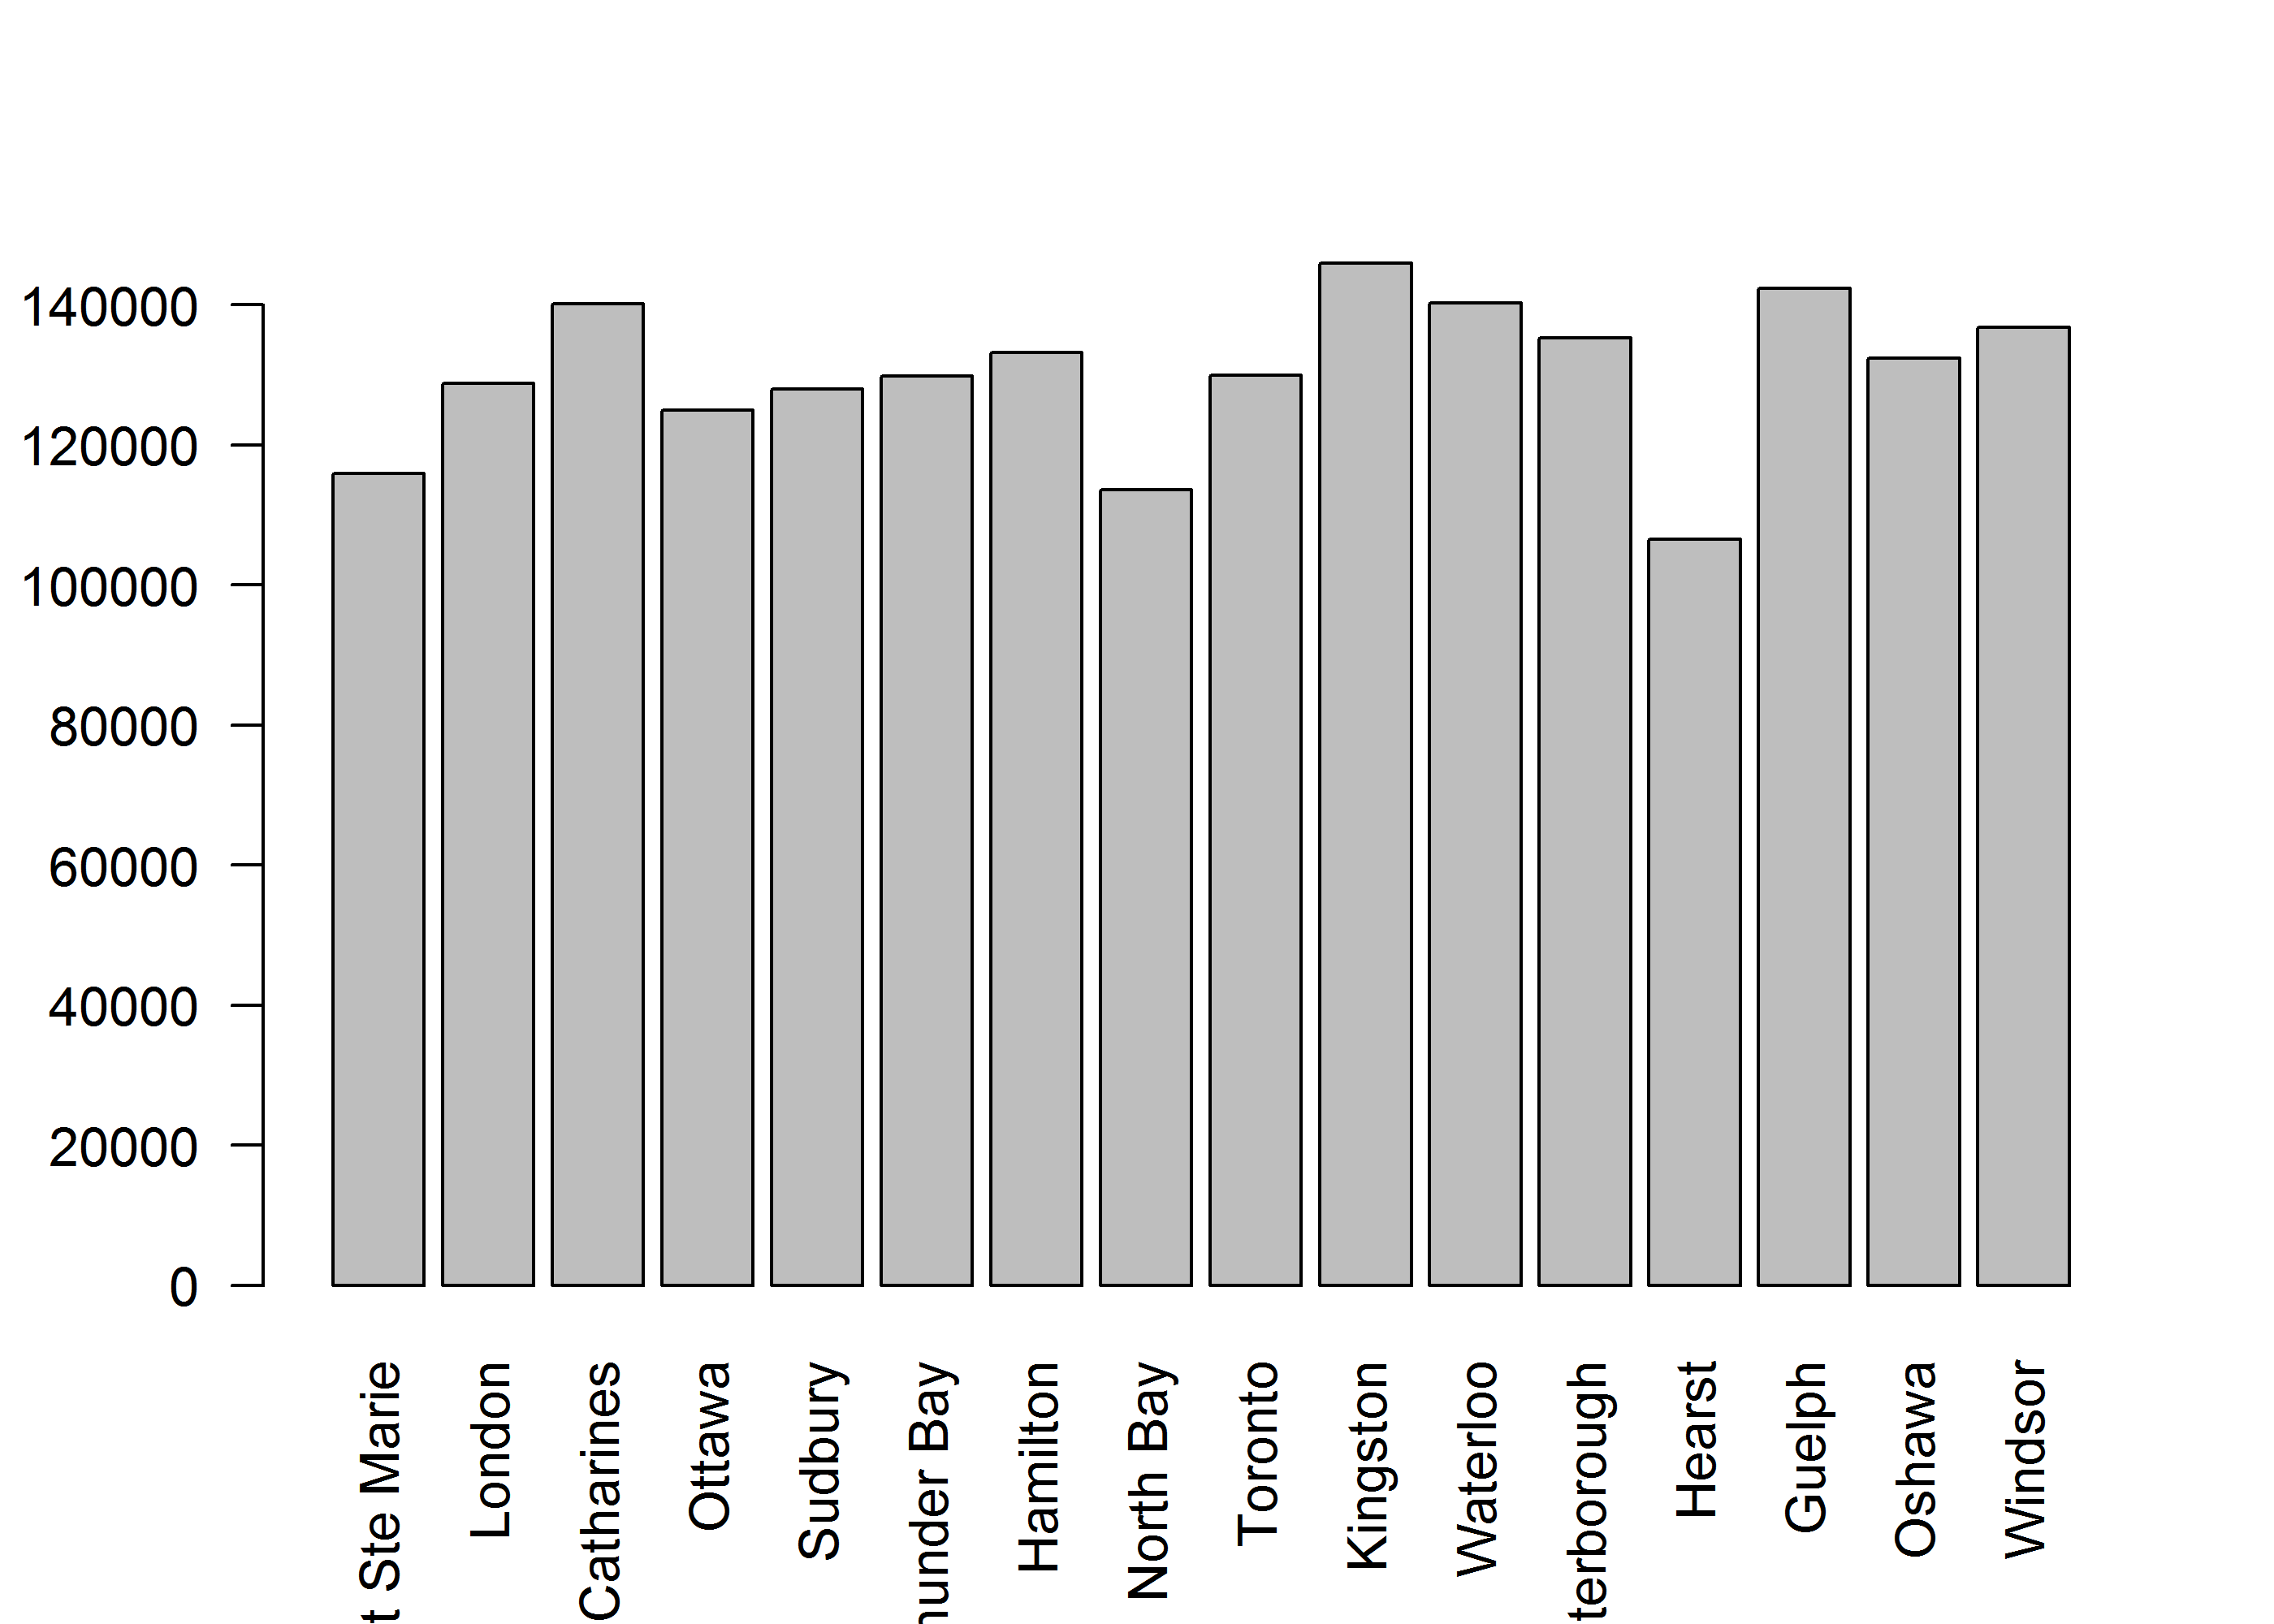 140000
120000
100000
80000
60000
40000
20000
0
t Ste Marie
London
Catharines
Ottawa
Sudbury
under Bay
Hamilton
North Bay
Toronto
Kingston
Waterloo
terborough
Hearst
Guelph
Oshawa
Windsor